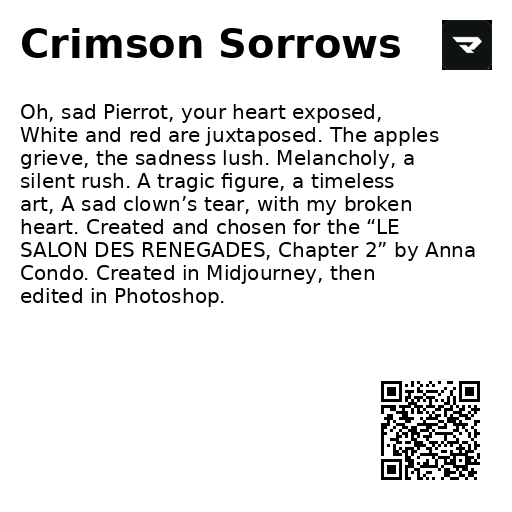 Crimson Sorrows
Oh, sad Pierrot, your heart exposed,
White and red are juxtaposed. The apples
grieve, the sadness lush. Melancholy, a
silent rush. A tragic figure, a timeless
art, A sad clown’s tear, with my broken
heart. Created and chosen for the “LE
SALON DES RENEGADES, Chapter 2” by Anna
Condo. Created in Midjourney, then
edited in Photoshop.